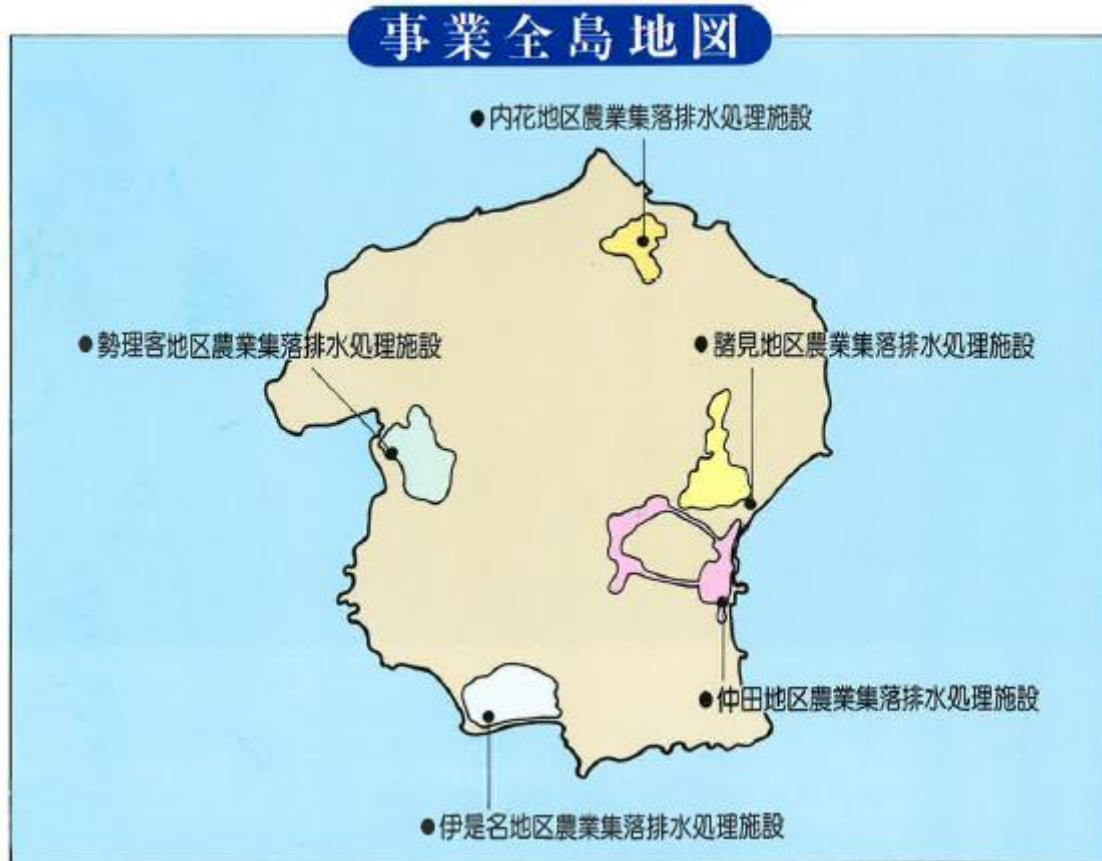 事業全島地図
●内花地区農業集落排水処理施設
●勢理客地区農業集落排水処理施設
●諸見地区農業集落排水処理施設
●仲田地区農業集落排水処理施設
●伊是名地区農業集落排水処理施設